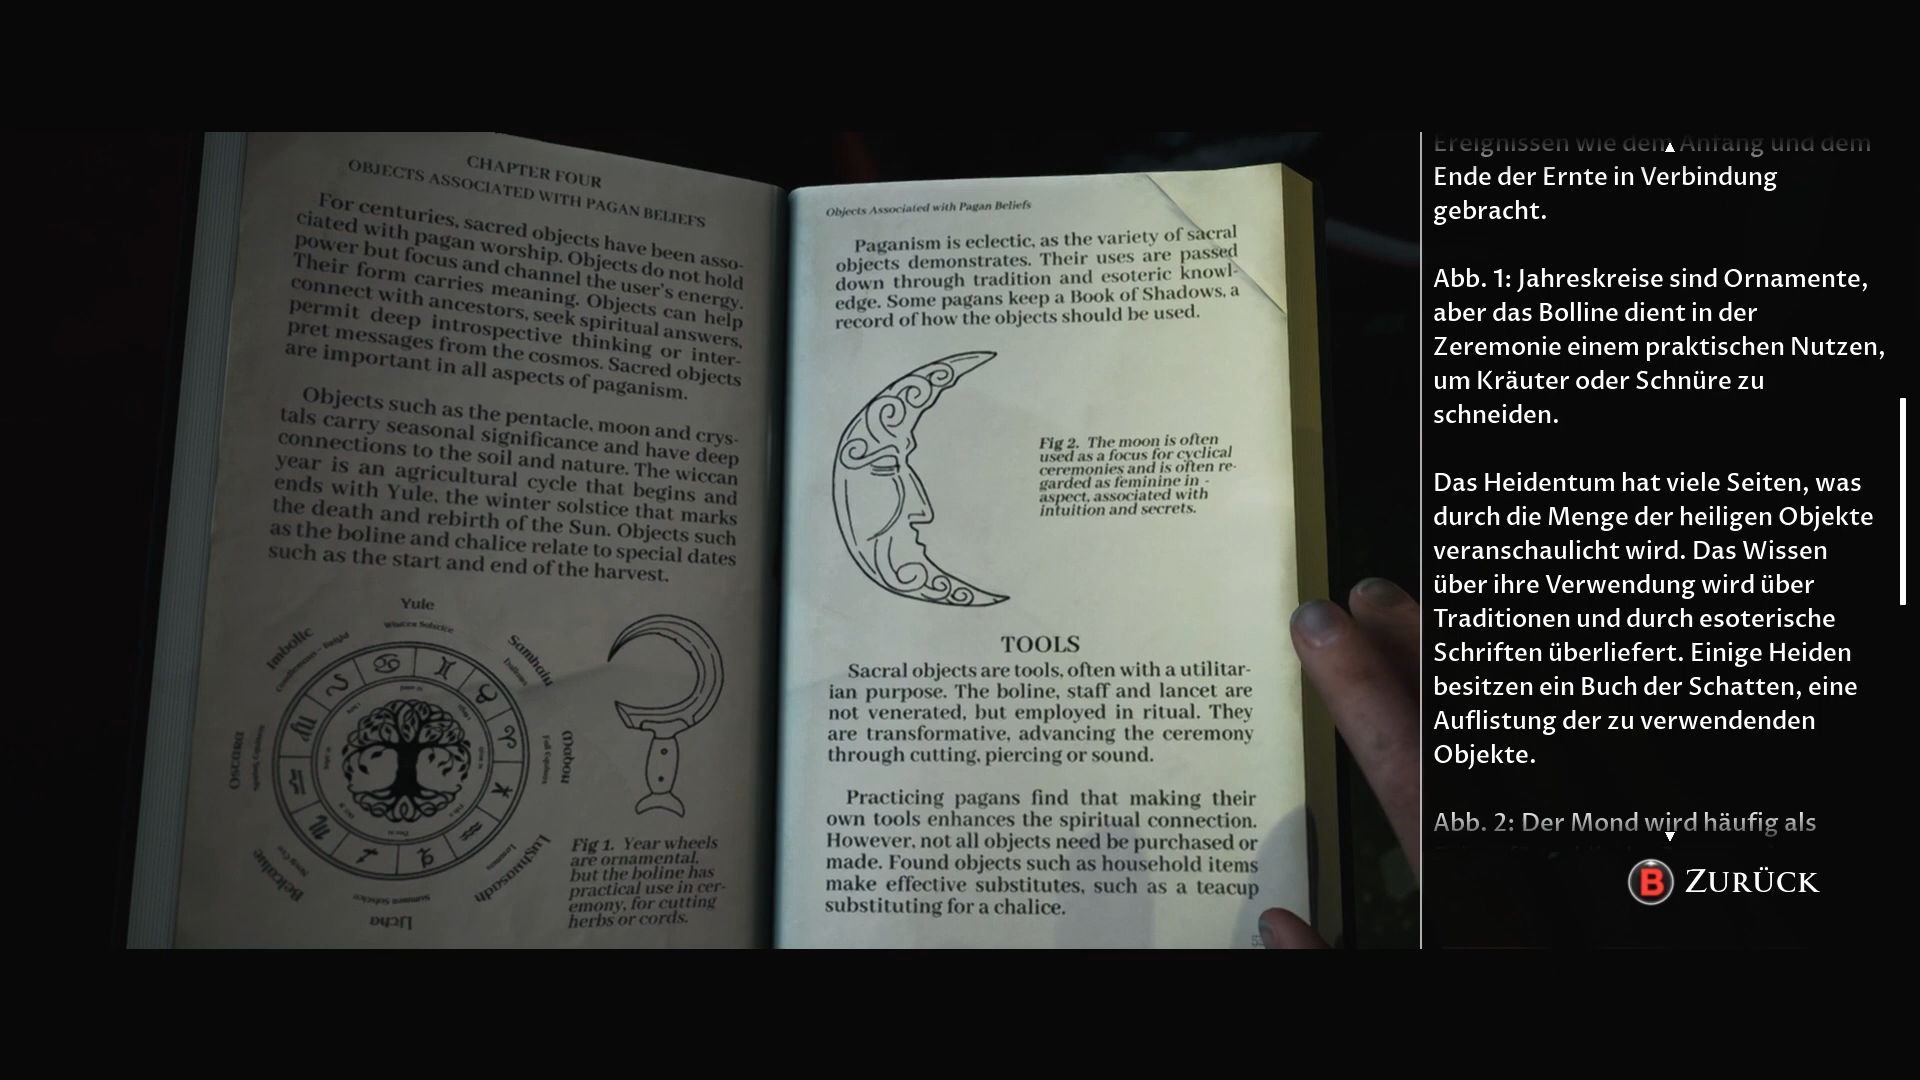 CHAPTER FOUR
OBJECTS ASSOCIATED WITH PAGAN BELIEFS
For centuries, sacred objects have been asso-
ciated with pagan worship. Objects do not hold
power but focus and channel the user's energy.
Their form carries meaning. Objects can help
connect with ancestors, seek spiritual answers,
permit deep introspective thinking or inter-
pret messages from the cosmos. Sacred objects
are important in all aspects of paganism.
Objects such as the pentacle, moon and crys-
tals carry seasonal significance and have deep
connections to the soil and nature. The wiccan
year is an agricultural cycle that begins and
ends with Yule, the winter solstice that marks
the death and rebirth of the Sun. Objects such
as the boline and chalice relate to special dates
such as the start and end of the harvest.
Yule
Winter Solstice
Imbolic
Samhain
Oscara
Mabon
Fall Equinox
Lughnasadh
Lammas
Summer Solstice
Litha
Fig 1. Year wheels
are ornamental,
but the boline has
practical use in cer-
emony, for cutting
herbs or cords.
Objects Associated with Pagan Beliefs
Paganism is eclectic, as the variety of sacral
objects demonstrates. Their uses are passed
down through tradition and esoteric knowl-
edge. Some pagans keep a Book of Shadows, a
record of how the objects should be used.
Fig 2. The moon is often
used as a focus for cyclical
ceremonies and is often re-
garded as feminine in -
aspect, associated with
intuition and secrets.
TOOLS
Sacral objects are tools, often with a utilitar-
ian purpose. The boline, staff and lancet are
not venerated, but employed in ritual. They
are transformative, advancing the ceremony
through cutting, piercing or sound.
Practicing pagans find that making their
own tools enhances the spiritual connection.
However, not all objects need be purchased or
made. Found objects such as household items
make effective substitutes, such as a teacup
substituting for a chalice.
Ereignissen wie dem Anfang und dem
Ende der Ernte in Verbindung
gebracht.
Abb. 1: Jahreskreise sind Ornamente,
aber das Bolline dient in der
Zeremonie einem praktischen Nutzen,
um Kräuter oder Schnüre zu
schneiden.
Das Heidentum hat viele Seiten, was
durch die Menge der heiligen Objekte
veranschaulicht wird. Das Wissen
über ihre Verwendung wird über
Traditionen und durch esoterische
Schriften überliefert. Einige Heiden
besitzen ein Buch der Schatten, eine
Auflistung der zu verwendenden
Objekte.
Abb. 2: Der Mond wird häufig als
B ZURÜCK